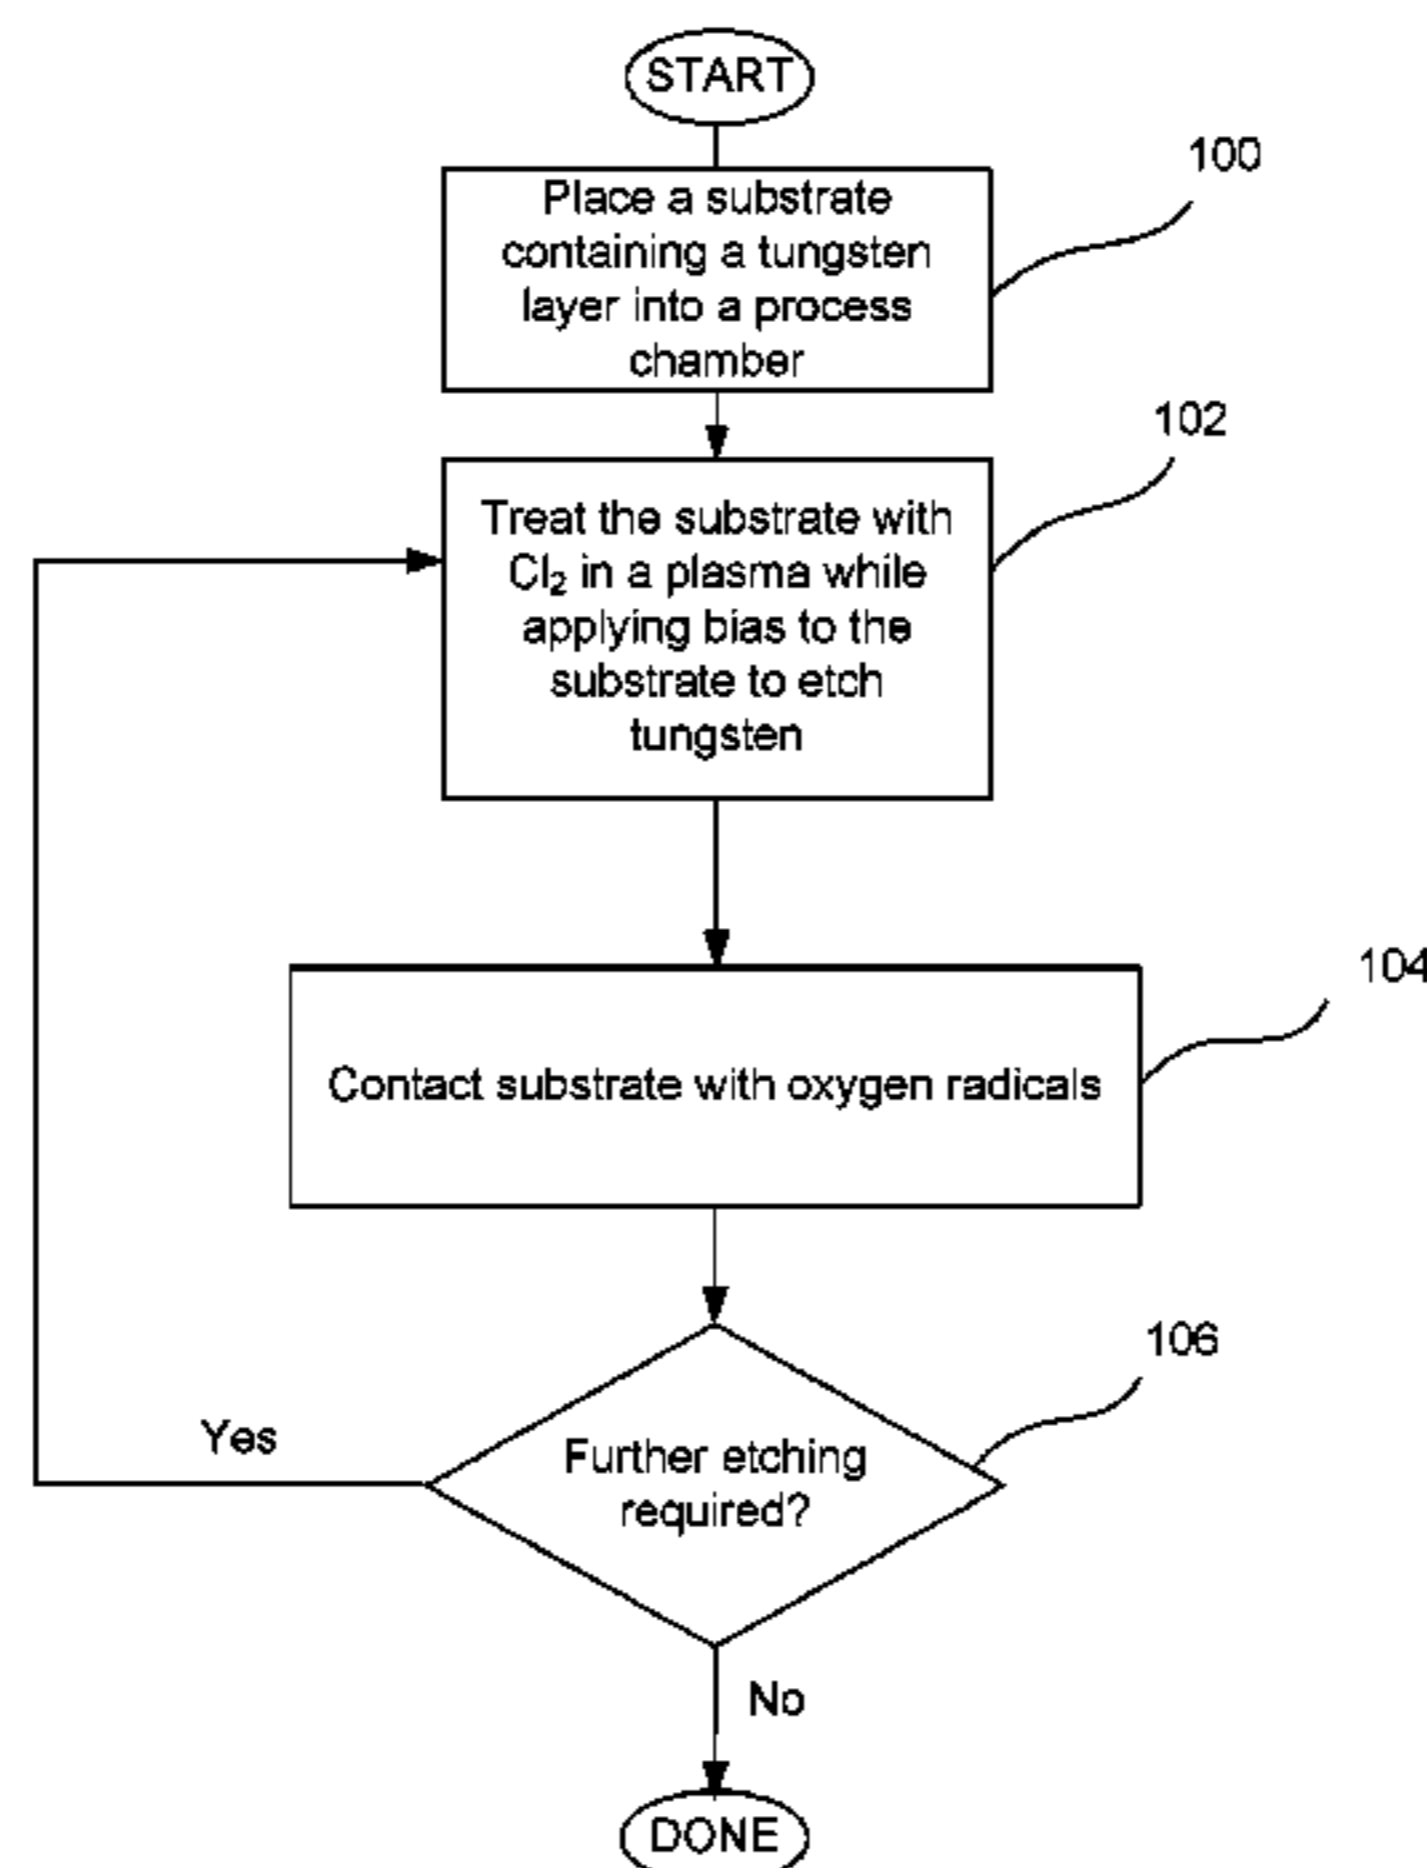 START
100
Place a substrate
containing a tungsten
layer into a process
chamber
102
Treat the substrate with
Cl₂ in a plasma while
applying bias to the
substrate to etch
tungsten
104
Contact substrate with oxygen radicals
106
Further etching
required?
Yes
No
DONE